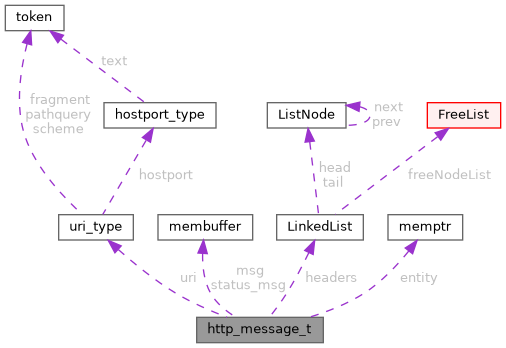 token
text
fragment
pathquery
scheme
hostport_type
ListNode
next
prev
FreeList
hostport
head
tail
freeNodeList
uri_type
membuffer
LinkedList
memptr
uri
msg
status_msg
headers
entity
http_message_t